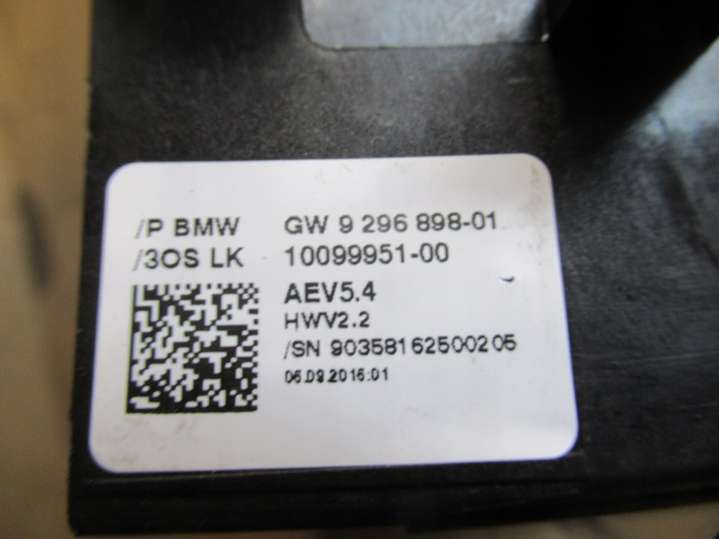 /P BMW GW 9 296 898-01
/3OS LK 10099951-00
AEV5.4
HWV2.2
/SN 90358162500205
06.09.2016:01